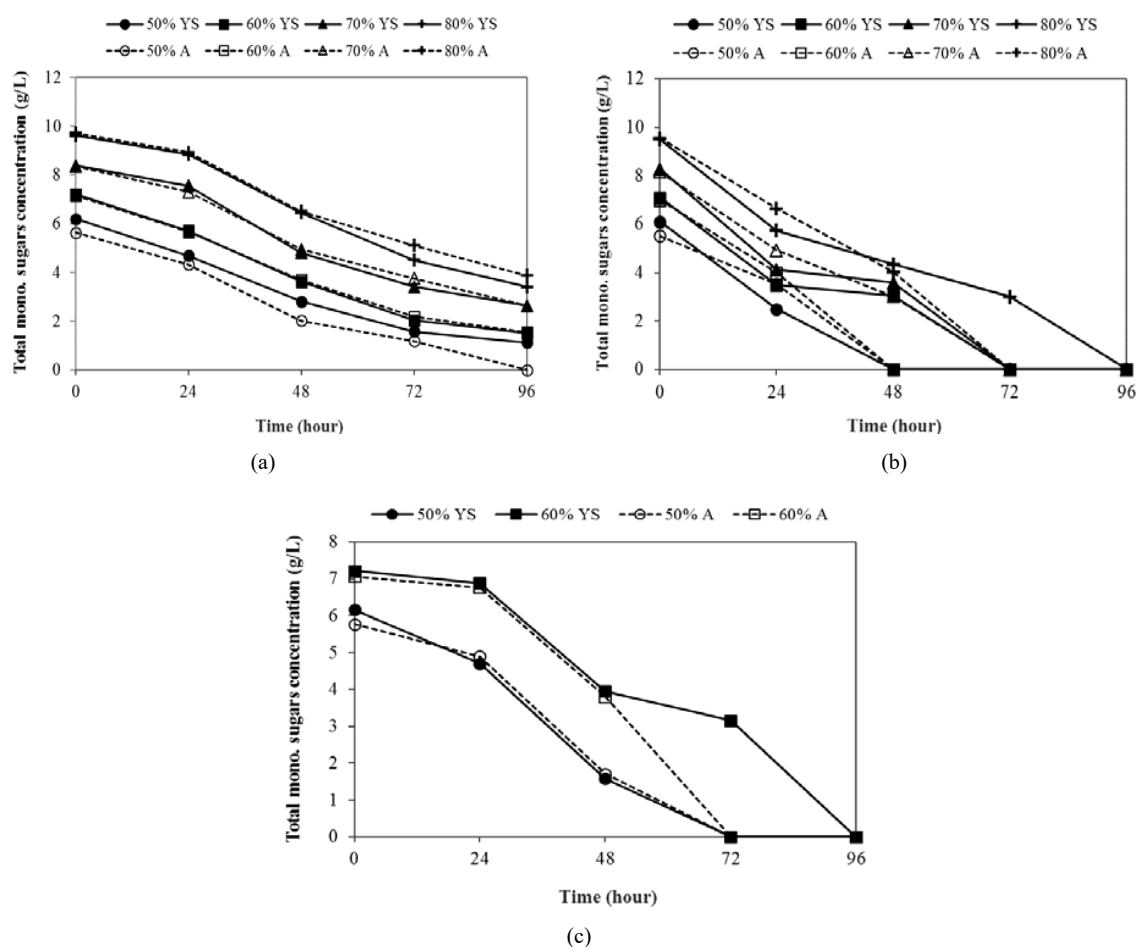 50% YS 60% YS 70% YS 80% YS
50% A 60% A 70% A 80% A
Total mono. sugars concentration (g/L)
12
10
8
6
4
2
0
0 24 48 72 96
Time (hour)
(a)
50% YS 60% YS 70% YS 80% YS
50% A 60% A 70% A 80% A
Total mono. sugars concentration (g/L)
12
10
8
6
4
2
0
0 24 48 72 96
Time (hour)
(b)
50% YS 60% YS 50% A 60% A
Total mono. sugars concentration (g/L)
8
7
6
5
4
3
2
1
0
0 24 48 72 96
Time (hour)
(c)